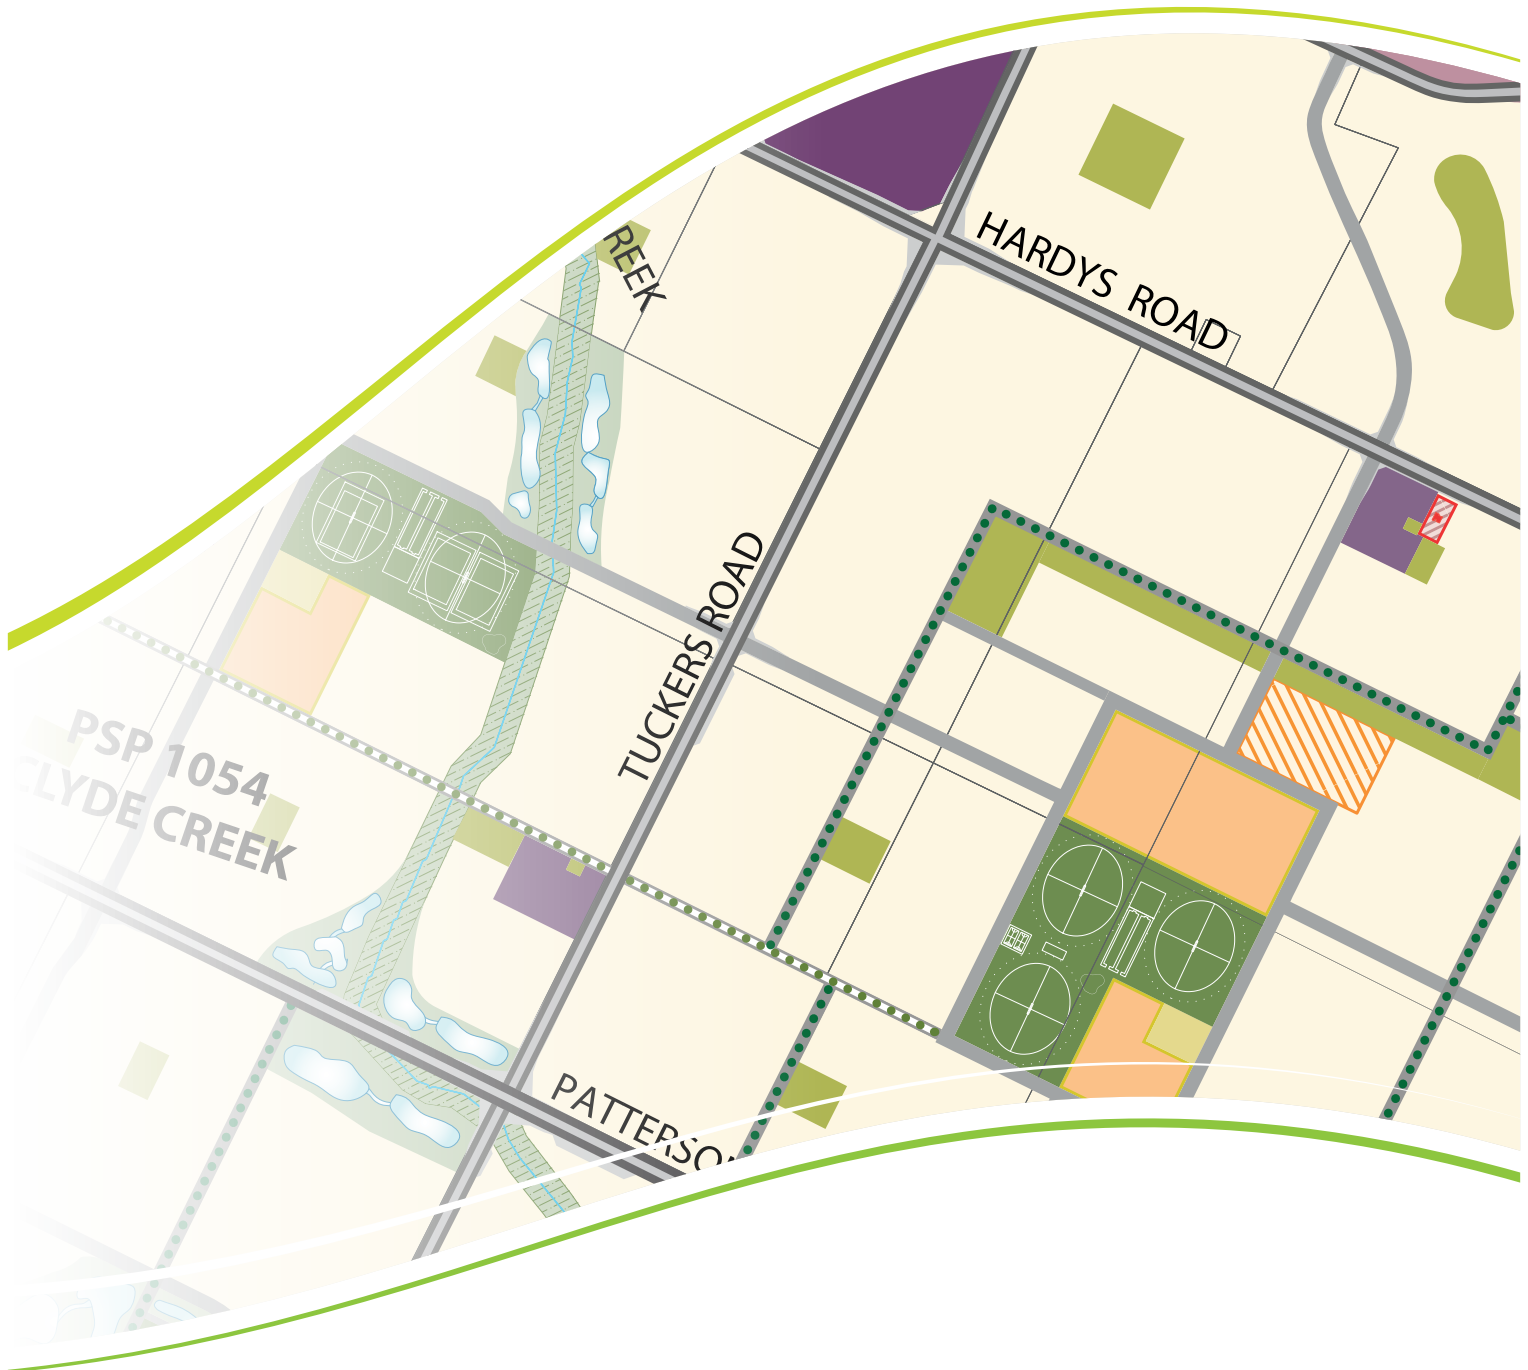 REEK
HARDYS ROAD
TUCKERS ROAD
PSP 1054
CLYDE CREEK
PATTERSO